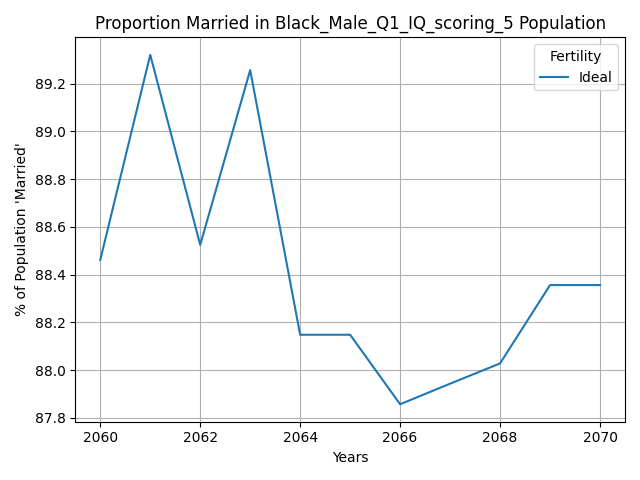 Proportion Married in Black_Male_Q1_IQ_scoring_5 Population
Fertility
Ideal
% of Population 'Married'
89.2
89.0
88.8
88.6
88.4
88.2
88.0
87.8
2060 2062 2064 2066 2068 2070
Years